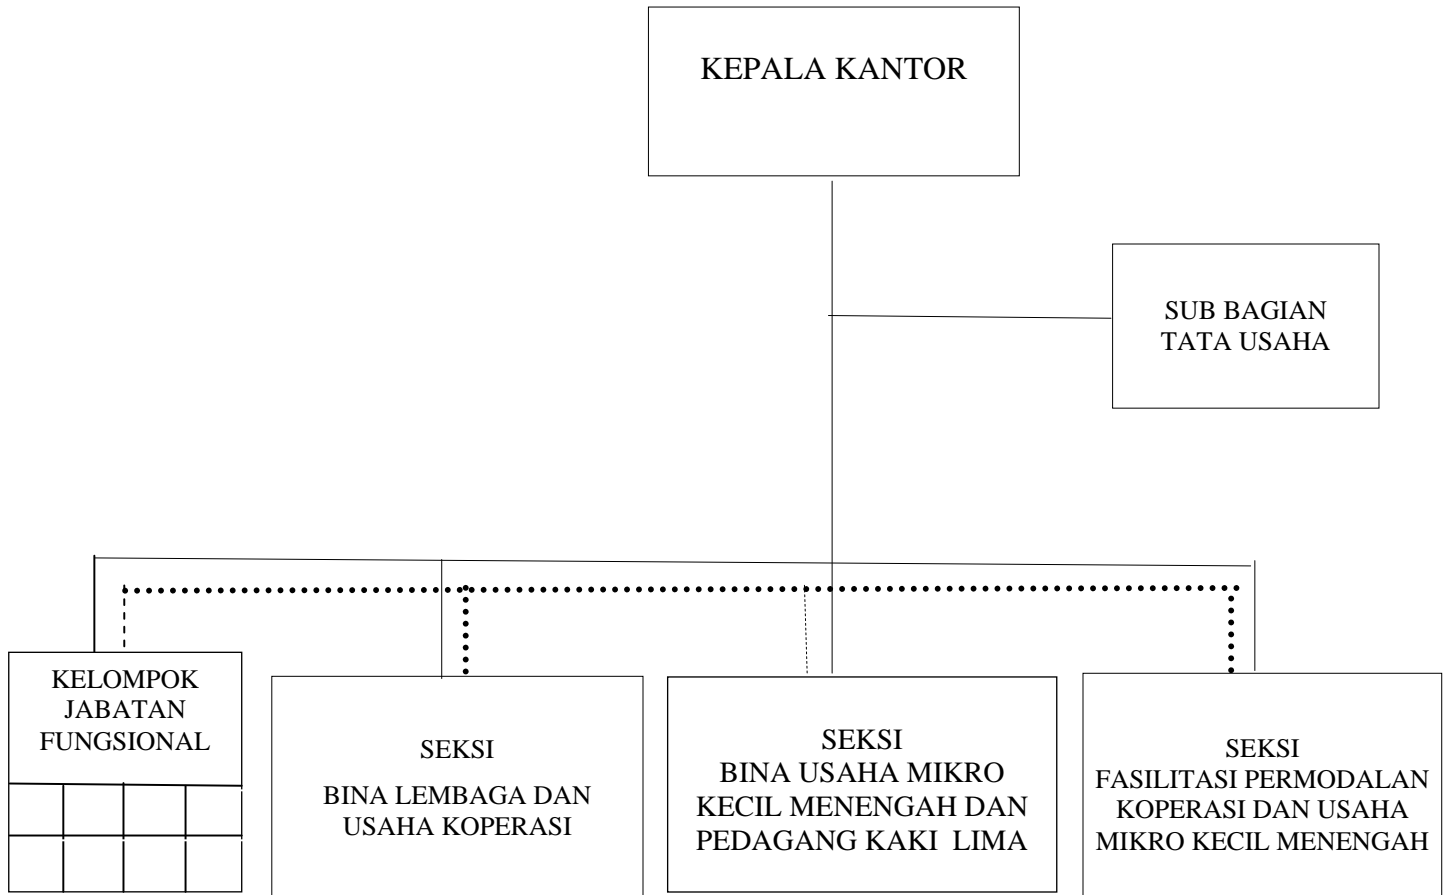 KEPALA KANTOR
SUB BAGIAN
TATA USAHA
KELOMPOK
JABATAN
FUNGSIONAL
SEKSI
BINA LEMBAGA DAN
USAHA KOPERASI
SEKSI
BINA USAHA MIKRO
KECIL MENENGAH DAN
PEDAGANG KAKI LIMA
SEKSI
FASILITASI PERMODALAN
KOPERASI DAN USAHA
MIKRO KECIL MENENGAH